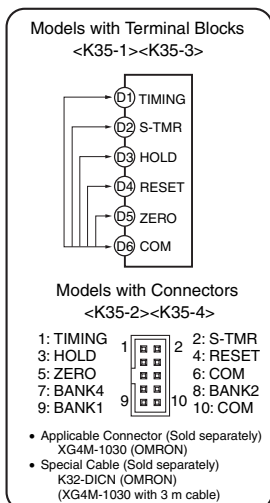 Models with Terminal Blocks
<K35-1><K35-3>
D1 TIMING
D2 S-TMR
D3 HOLD
D4 RESET
D5 ZERO
D6 COM
Models with Connectors
<K35-2><K35-4>
1: TIMING 1 2 2: S-TMR
3: HOLD 4: RESET
5: ZERO 6: COM
7: BANK4 8: BANK2
9: BANK1 9 10 10: COM
• Applicable Connector (Sold separately)
XG4M-1030 (OMRON)
• Special Cable (Sold separately)
K32-DICN (OMRON)
(XG4M-1030 with 3 m cable)